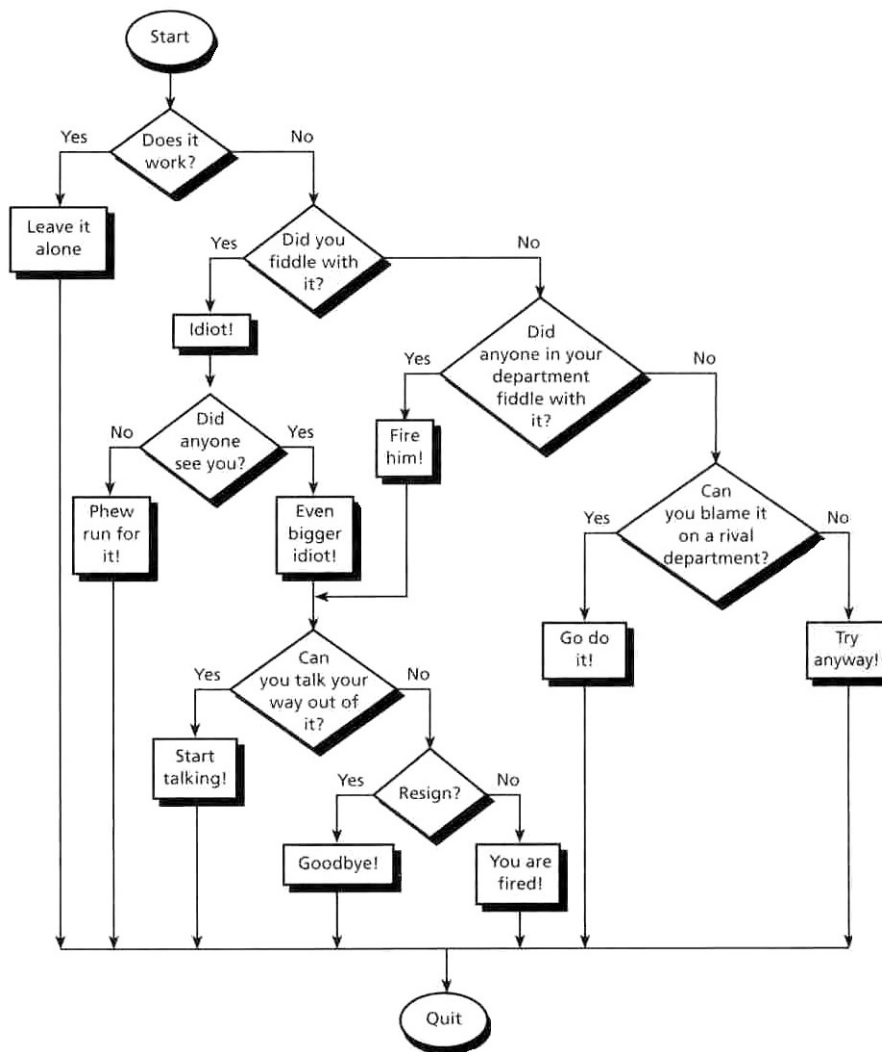 Start
Yes
Does it
work?
No
Leave it
alone
Yes
Did you
fiddle with
it?
No
Idiot!
Yes
Did
anyone in your
department
fiddle with
it?
No
No
Did
anyone
see you?
Yes
Fire
him!
Phew
run for
it!
Even
bigger
idiot!
Yes
Can
you blame it
on a rival
department?
No
Go do
it!
Try
anyway!
Yes
Can
you talk your
way out of
it?
No
Start
talking!
Yes
Resign?
No
Goodbye!
You are
fired!
Quit